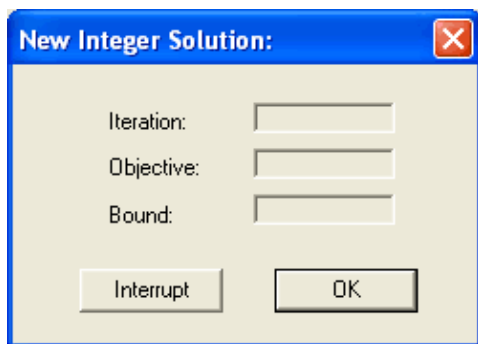 New Integer Solution:
Iteration:
Objective:
Bound:
Interrupt OK